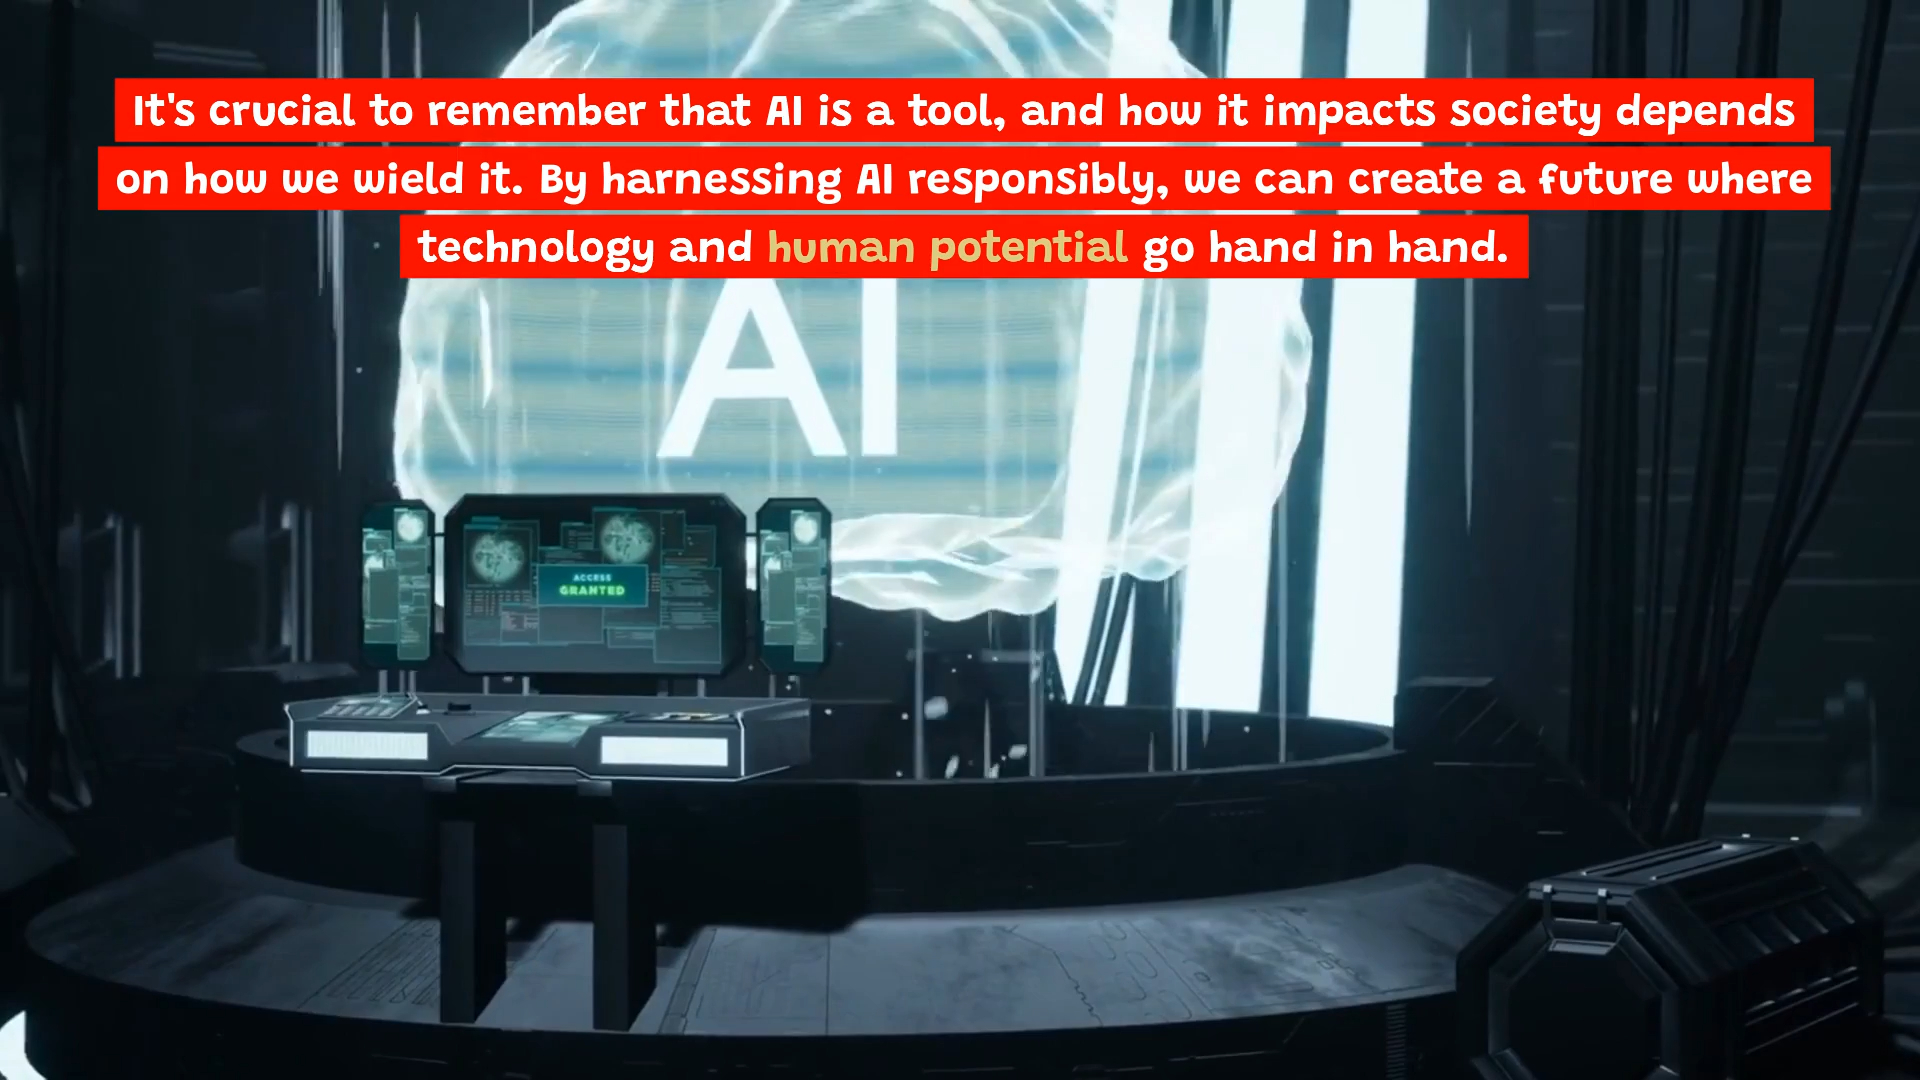 It's crucial to remember that AI is a tool, and how it impacts society depends
on how we wield it. By harnessing AI responsibly, we can create a future where
technology and human potential go hand in hand.
AI
ACCESS
GRANTED